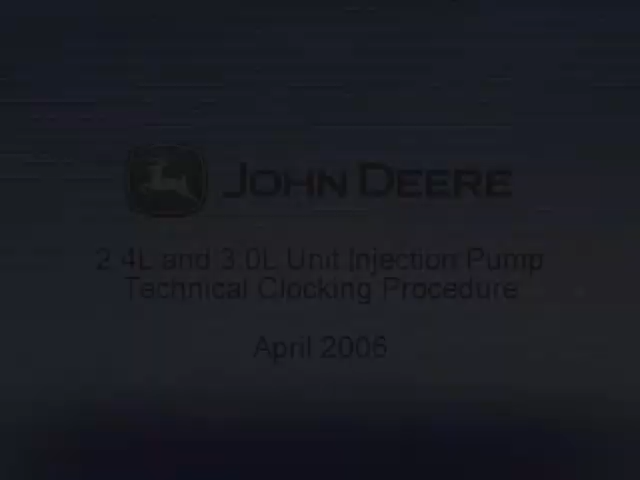 JOHN DEERE
2.4L and 3.0L Unit Injection Pump
Technical Clocking Procedure
April 2006